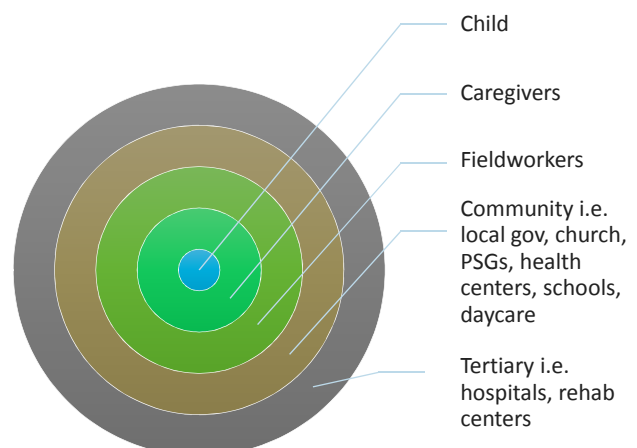 Child
Caregivers
Fieldworkers
Community i.e.
local gov, church,
PSGs, health
centers, schools,
daycare
Tertiary i.e.
hospitals, rehab
centers